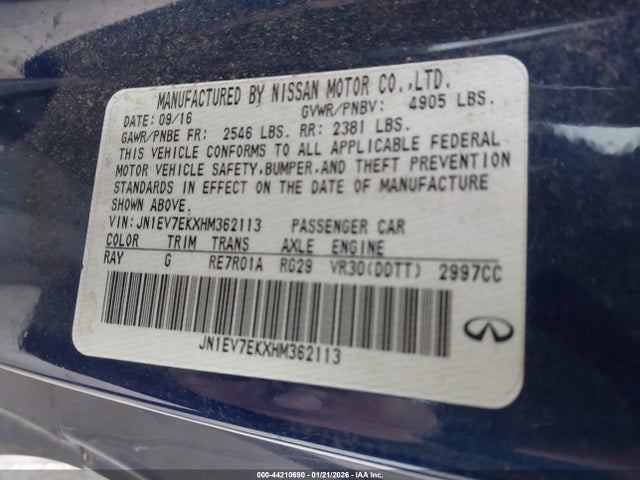 MANUFACTURED BY NISSAN MOTOR CO.,LTD.
DATE: 09/16 GVWR/PNBV: 4905 LBS.
GAWR/PNBE FR: 2546 LBS. RR: 2381 LBS.
THIS VEHICLE CONFORMS TO ALL APPLICABLE FEDERAL
MOTOR VEHICLE SAFETY,BUMPER,AND THEFT PREVENTION
STANDARDS IN EFFECT ON THE DATE OF MANUFACTURE
SHOWN ABOVE.
VIN: JN1EV7EKXHM362113 PASSENGER CAR
COLOR TRIM TRANS AXLE ENGINE
RAY G RE7R01A RG29 VR30(DDTT) 2997CC
JN1EV7EKXHM362113
INFINITI
000-44210690 - 01/21/2026 - IAA Inc.